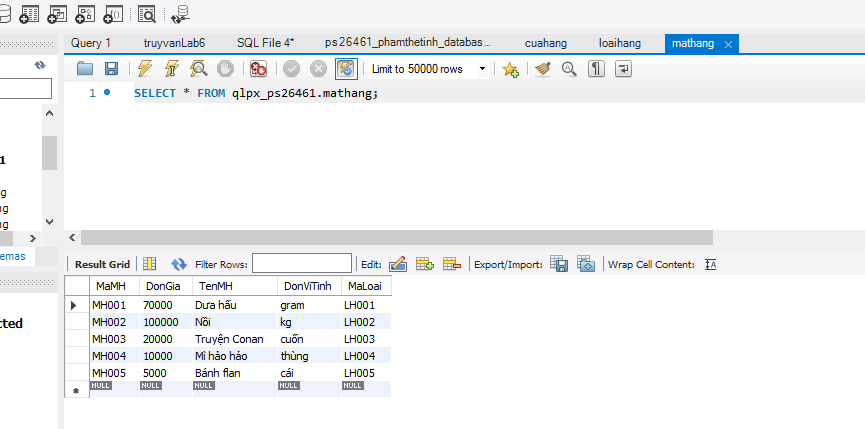 Query 1 truyvanLab6 SQL File 4* ps26461_phamthetinh_databas... cuahang loaihang mathang
Limit to 50000 rows
1 SELECT * FROM qlpx_ps26461.mathang;
1
g
ng
ng
emas
cted
Result Grid Filter Rows: Edit: Export/Import: Wrap Cell Content:
MaMH DonGia TenMH DonViTinh MaLoai
MH001 70000 Dưa hấu gram LH001
MH002 100000 Nồi kg LH002
MH003 20000 Truyện Conan cuốn LH003
MH004 10000 Mì hảo hảo thùng LH004
MH005 5000 Bánh flan cái LH005
NULL NULL NULL NULL NULL